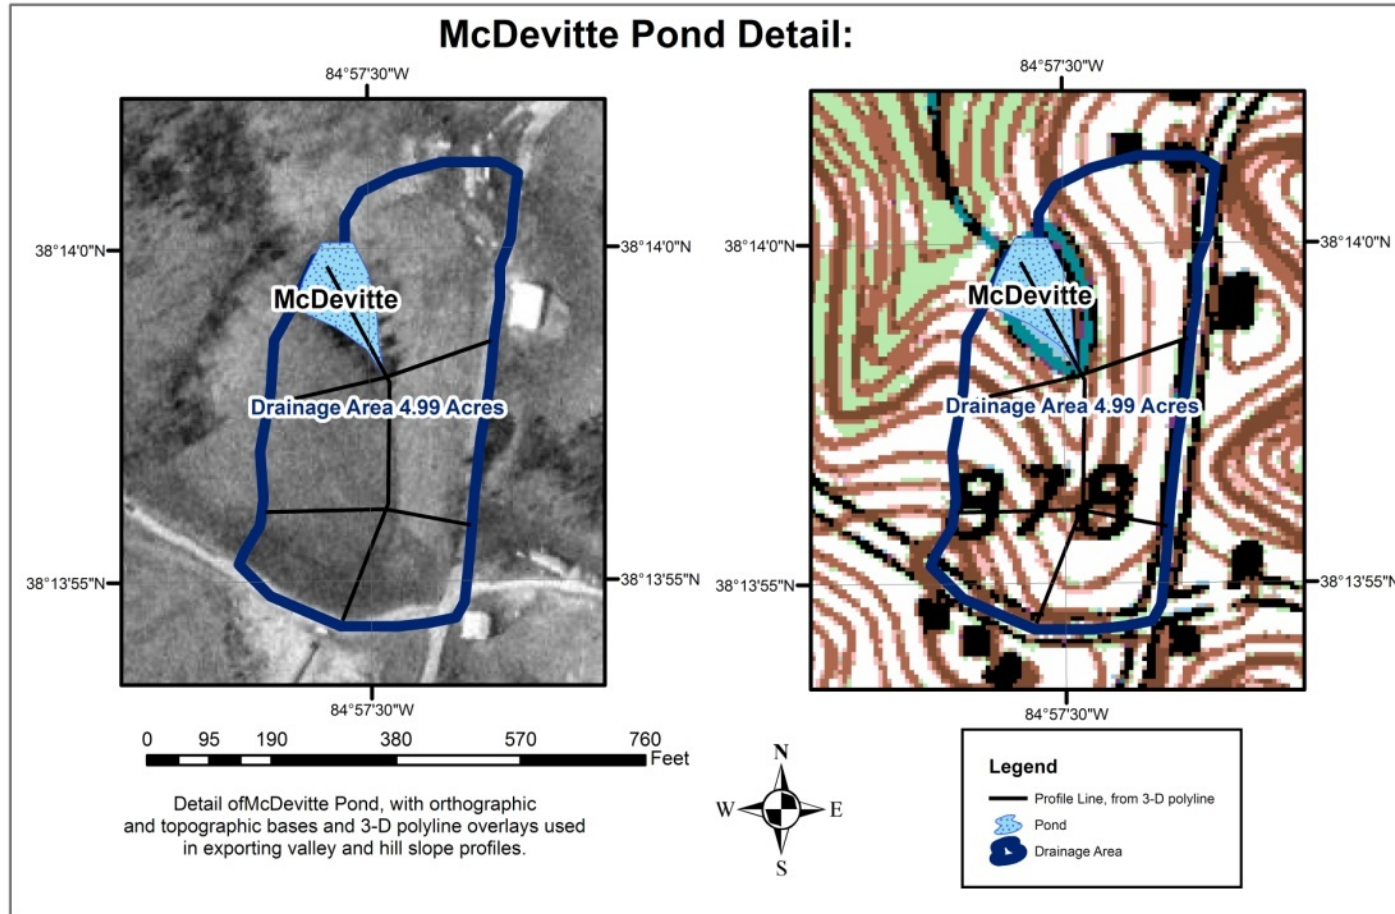 McDevitte Pond Detail:
84°57'30"W
84°57'30"W
38°14'0"N
38°14'0"N
38°14'0"N
38°14'0"N
McDevitte
McDevitte
Drainage Area 4.99 Acres
Drainage Area 4.99 Acres
978
38°13'55"N
38°13'55"N
38°13'55"N
38°13'55"N
84°57'30"W
84°57'30"W
0 95 190 380 570 760
Feet
Detail ofMcDevitte Pond, with orthographic
and topographic bases and 3-D polyline overlays used
in exporting valley and hill slope profiles.
N
W E
S
Legend
Profile Line, from 3-D polyline
Pond
Drainage Area